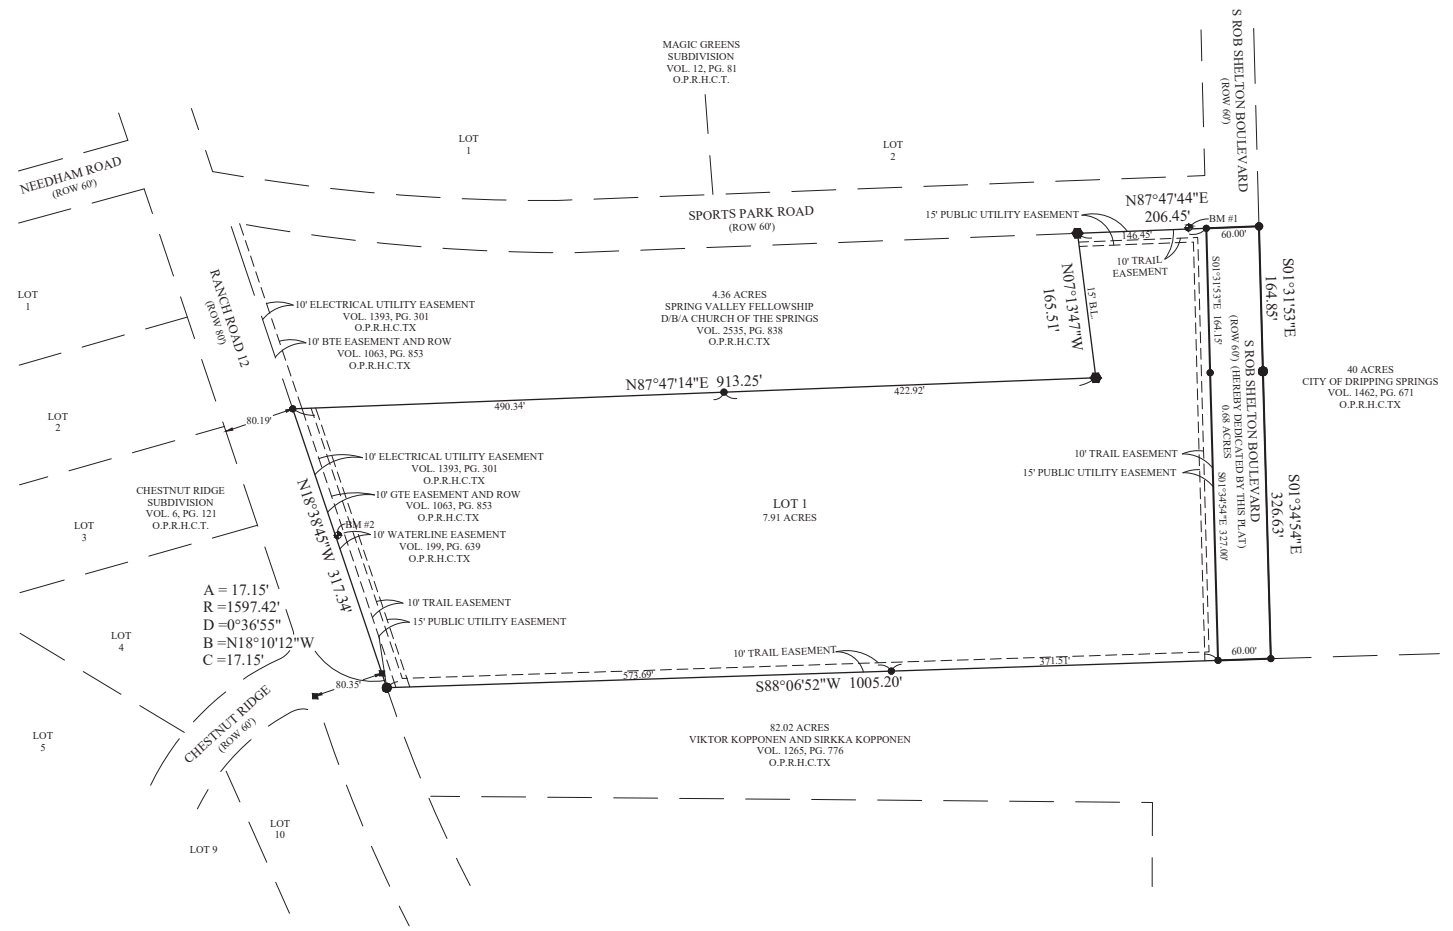 MAGIC GREENS
SUBDIVISION
VOL. 12, PG. 81
O.P.R.H.C.T.
S ROB SHELTON BOULEVARD
(ROW 60')
LOT
1
LOT
2
NEEDHAM ROAD
(ROW 60')
SPORTS PARK ROAD
(ROW 60')
15' PUBLIC UTILITY EASEMENT
N87°47'44"E
206.45'
BM #1
146.45'
60.00'
10' TRAIL
EASEMENT
LOT
1
RANCH ROAD 12
(ROW 80')
10' ELECTRICAL UTILITY EASEMENT
VOL. 1393, PG. 301
O.P.R.H.C.TX
10' BTE EASEMENT AND ROW
VOL. 1063, PG. 853
O.P.R.H.C.TX
4.36 ACRES
SPRING VALLEY FELLOWSHIP
D/B/A CHURCH OF THE SPRINGS
VOL. 2535, PG. 838
O.P.R.H.C.TX
N07°13'47"W
165.51'
15' B.L.
S01°31'53"E 164.15'
S01°31'53"E
164.85'
S ROB SHELTON BOULEVARD
(ROW 60') (HEREBY DEDICATED BY THIS PLAT)
0.68 ACRES
40 ACRES
CITY OF DRIPPING SPRINGS
VOL. 1462, PG. 671
O.P.R.H.C.TX
N87°47'14"E 913.25'
490.34'
422.92'
LOT
2
80.19'
10' ELECTRICAL UTILITY EASEMENT
VOL. 1393, PG. 301
O.P.R.H.C.TX
10' GTE EASEMENT AND ROW
VOL. 1063, PG. 853
O.P.R.H.C.TX
BM #2
10' WATERLINE EASEMENT
VOL. 199, PG. 639
O.P.R.H.C.TX
N18°38'45"W 317.34'
CHESTNUT RIDGE
SUBDIVISION
VOL. 6, PG. 121
O.P.R.H.C.T.
LOT
3
LOT 1
7.91 ACRES
10' TRAIL EASEMENT
15' PUBLIC UTILITY EASEMENT
S01°34'54"E 327.00'
S01°34'54"E
326.63'
A = 17.15'
R =1597.42'
D =0°36'55"
B =N18°10'12"W
C =17.15'
10' TRAIL EASEMENT
15' PUBLIC UTILITY EASEMENT
LOT
4
10' TRAIL EASEMENT
573.69'
371.51'
60.00'
S88°06'52"W 1005.20'
80.35'
CHESTNUT RIDGE
(ROW 60')
LOT
5
82.02 ACRES
VIKTOR KOPPONEN AND SIRKKA KOPPONEN
VOL. 1265, PG. 776
O.P.R.H.C.TX
LOT
10
LOT 9